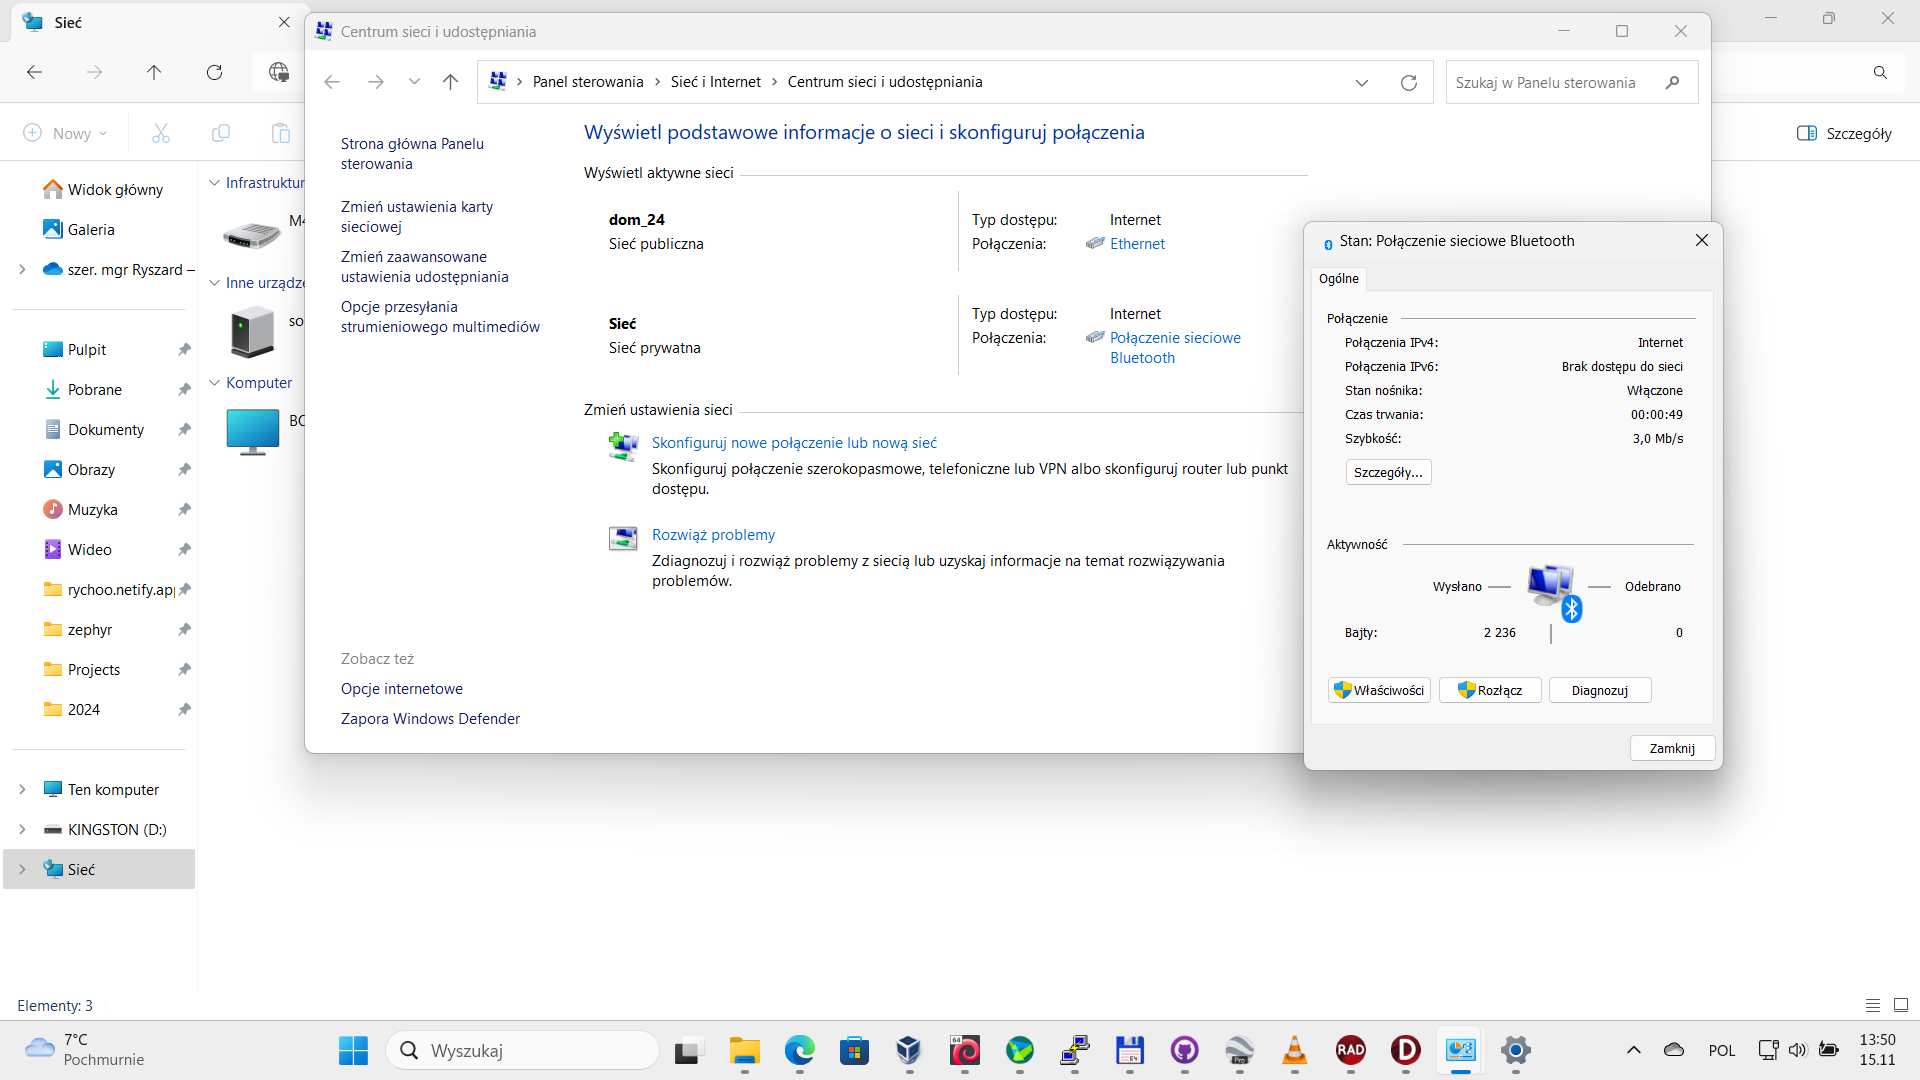 Sieć
Centrum sieci i udostępniania
Panel sterowania
Sieć i Internet
Centrum sieci i udostępniania
Szukaj w Panelu sterowania
Nowy
Szczegóły
Widok główny
Galeria
szer. mgr Ryszard –
Pulpit
Pobrane
Dokumenty
Obrazy
Muzyka
Wideo
rychoo.netify.app
zephyr
Projects
2024
Ten komputer
KINGSTON (D:)
Sieć
Infrastruktur
M4
Inne urządze
so
Komputer
BC
Strona główna Panelu
sterowania
Zmień ustawienia karty
sieciowej
Zmień zaawansowane
ustawienia udostępniania
Opcje przesyłania
strumieniowego multimediów
Zobacz też
Opcje internetowe
Zapora Windows Defender
Wyświetl podstawowe informacje o sieci i skonfiguruj połączenia
Wyświetl aktywne sieci
dom_24
Sieć publiczna
Typ dostępu: Internet
Połączenia: Ethernet
Sieć
Sieć prywatna
Typ dostępu: Internet
Połączenia: Połączenie sieciowe
Bluetooth
Zmień ustawienia sieci
Skonfiguruj nowe połączenie lub nową sieć
Skonfiguruj połączenie szerokopasmowe, telefoniczne lub VPN albo skonfiguruj router lub punkt
dostępu.
Rozwiąż problemy
Zdiagnozuj i rozwiąż problemy z siecią lub uzyskaj informacje na temat rozwiązywania
problemów.
Stan: Połączenie sieciowe Bluetooth
Ogólne
Połączenie
Połączenia IPv4: Internet
Połączenia IPv6: Brak dostępu do sieci
Stan nośnika: Włączone
Czas trwania: 00:00:49
Szybkość: 3,0 Mb/s
Szczegóły...
Aktywność
Wysłano
Odebrano
Bajty: 2 236 0
Właściwości
Rozłącz
Diagnozuj
Zamknij
Elementy: 3
7°C
Pochmurnie
Wyszukaj
64
64
Pro
RAD
D
POL
13:50
15.11